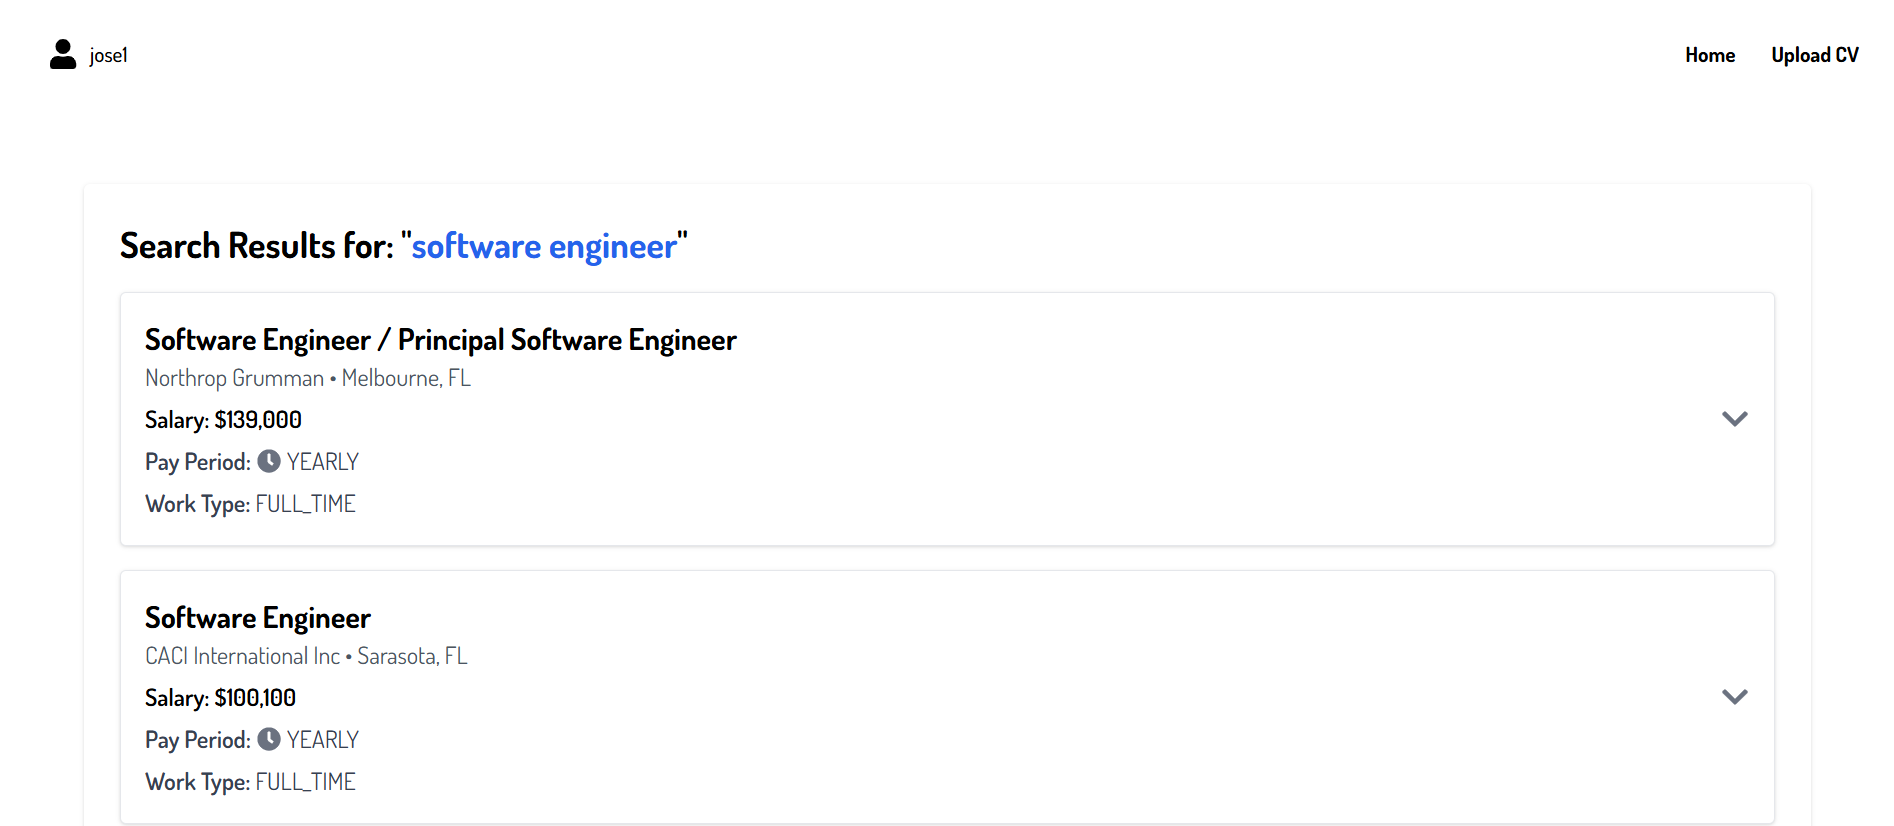 jose1
Home
Upload CV
Search Results for: "software engineer"
Software Engineer / Principal Software Engineer
Northrop Grumman • Melbourne, FL
Salary: $139,000
Pay Period: YEARLY
Work Type: FULL_TIME
Software Engineer
CACI International Inc • Sarasota, FL
Salary: $100,100
Pay Period: YEARLY
Work Type: FULL_TIME